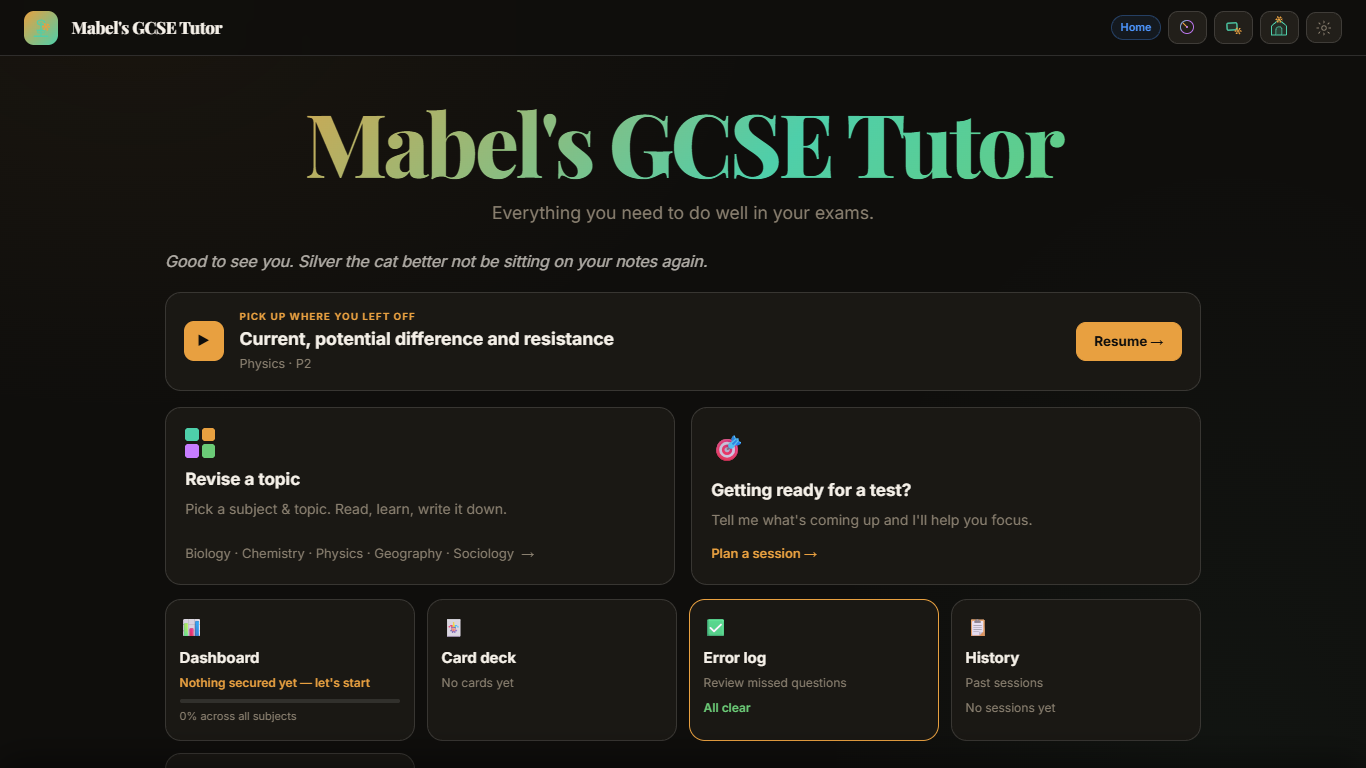 Mabel's GCSE Tutor
Home
Mabel's GCSE Tutor
Everything you need to do well in your exams.
Good to see you. Silver the cat better not be sitting on your notes again.
PICK UP WHERE YOU LEFT OFF
Current, potential difference and resistance
Physics · P2
Resume →
Revise a topic
Pick a subject & topic. Read, learn, write it down.
Biology · Chemistry · Physics · Geography · Sociology →
Getting ready for a test?
Tell me what's coming up and I'll help you focus.
Plan a session →
Dashboard
Nothing secured yet — let's start
0% across all subjects
Card deck
No cards yet
Error log
Review missed questions
All clear
History
Past sessions
No sessions yet